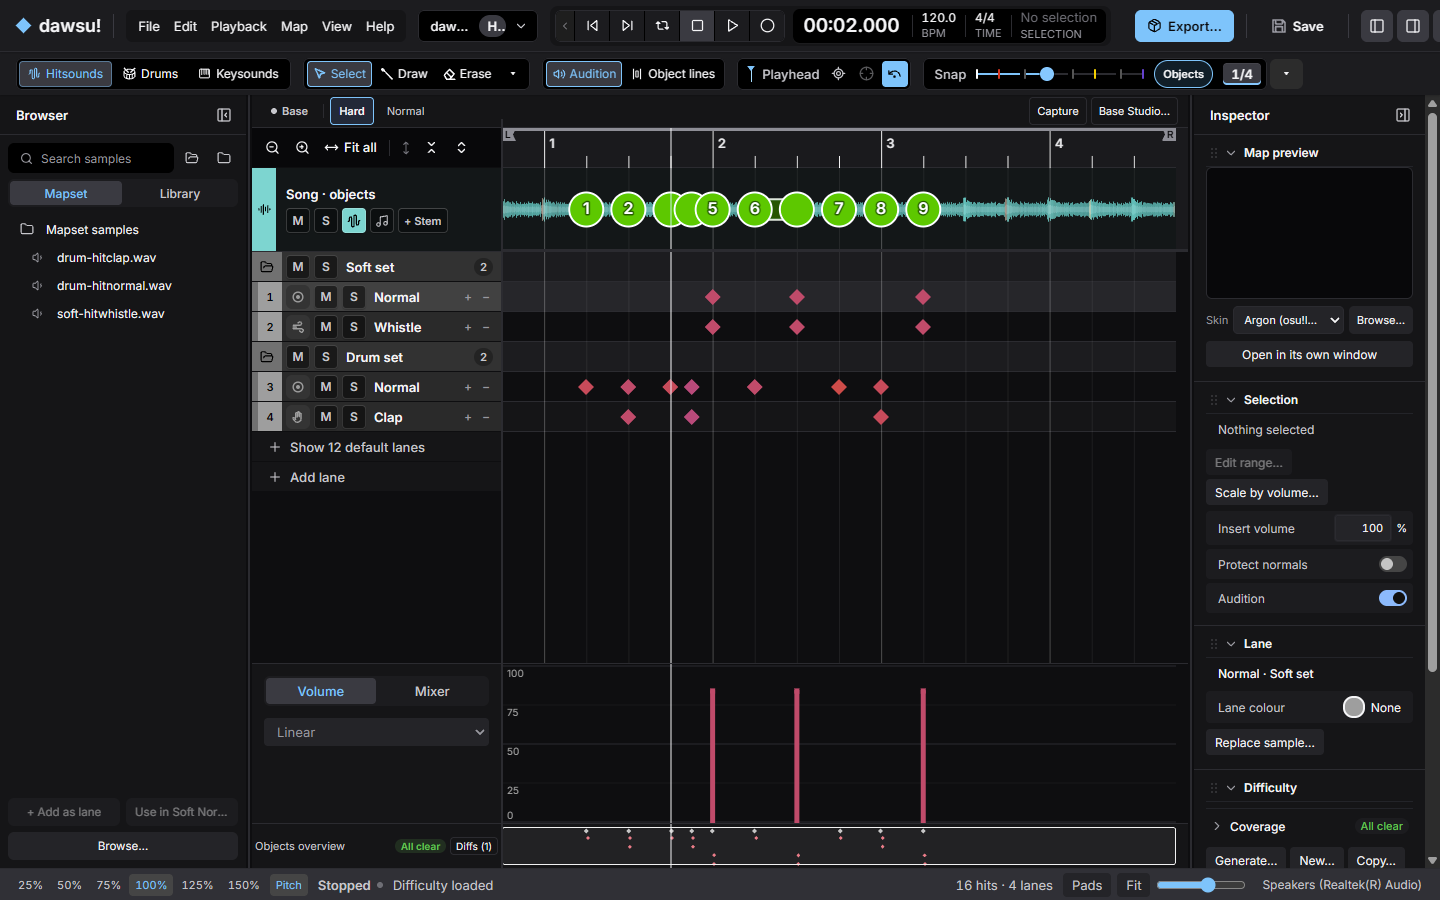 dawsu! File Edit Playback Map View Help daw... H.. 00:02.000 120.0 BPM 4/4 TIME No selection SELECTION Export... Save
Hitsounds Drums Keysounds Select Draw Erase Audition Object lines Playhead Snap Objects 1/4
Browser
Search samples
Mapset Library
Mapset samples
drum-hitclap.wav
drum-hitnormal.wav
soft-hitwhistle.wav
+ Add as lane Use in Soft Nor...
Browse...
Base Hard Normal Capture Base Studio...
Fit all
L 1 2 3 4 R
Song · objects
M S + Stem
1 2 5 6 7 8 9
M S Soft set 2
1 M S Normal + −
2 M S Whistle + −
M S Drum set 2
3 M S Normal + −
4 M S Clap + −
+ Show 12 default lanes
+ Add lane
Volume Mixer
Linear
100
75
50
25
0
Objects overview All clear Diffs (1)
Inspector
Map preview
Skin Argon (osu!l... Browse...
Open in its own window
Selection
Nothing selected
Edit range...
Scale by volume...
Insert volume 100 %
Protect normals
Audition
Lane
Normal · Soft set
Lane colour None
Replace sample...
Difficulty
Coverage All clear
Generate... New... Copy...
25% 50% 75% 100% 125% 150% Pitch Stopped Difficulty loaded 16 hits · 4 lanes Pads Fit Speakers (Realtek(R) Audio)